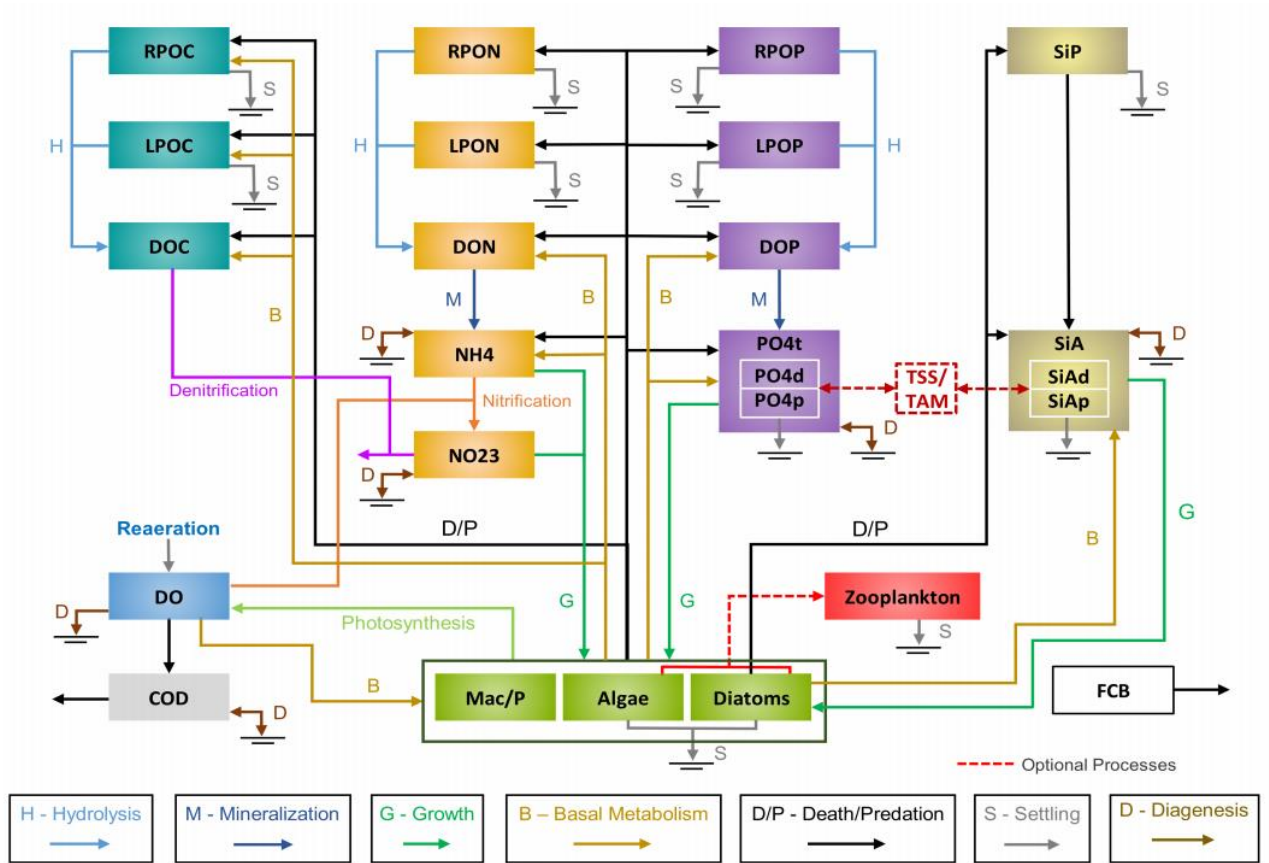 RPOC
RPON
RPOP
SiP
S
S
S
S
H
LPOC
H
LPON
LPOP
H
S
S
S
DOC
DON
DOP
B
M
B
B
M
D
NH4
PO4t
SiA
D
PO4d
TSS/
TAM
SiAd
PO4p
SiAp
Denitrification
Nitrification
D
NO23
D
Reaeration
D/P
D/P
G
B
DO
D
G
G
Zooplankton
Photosynthesis
S
COD
B
Mac/P
Algae
Diatoms
FCB
D
S
Optional Processes
H - Hydrolysis
M - Mineralization
G - Growth
B – Basal Metabolism
D/P - Death/Predation
S - Settling
D - Diagenesis